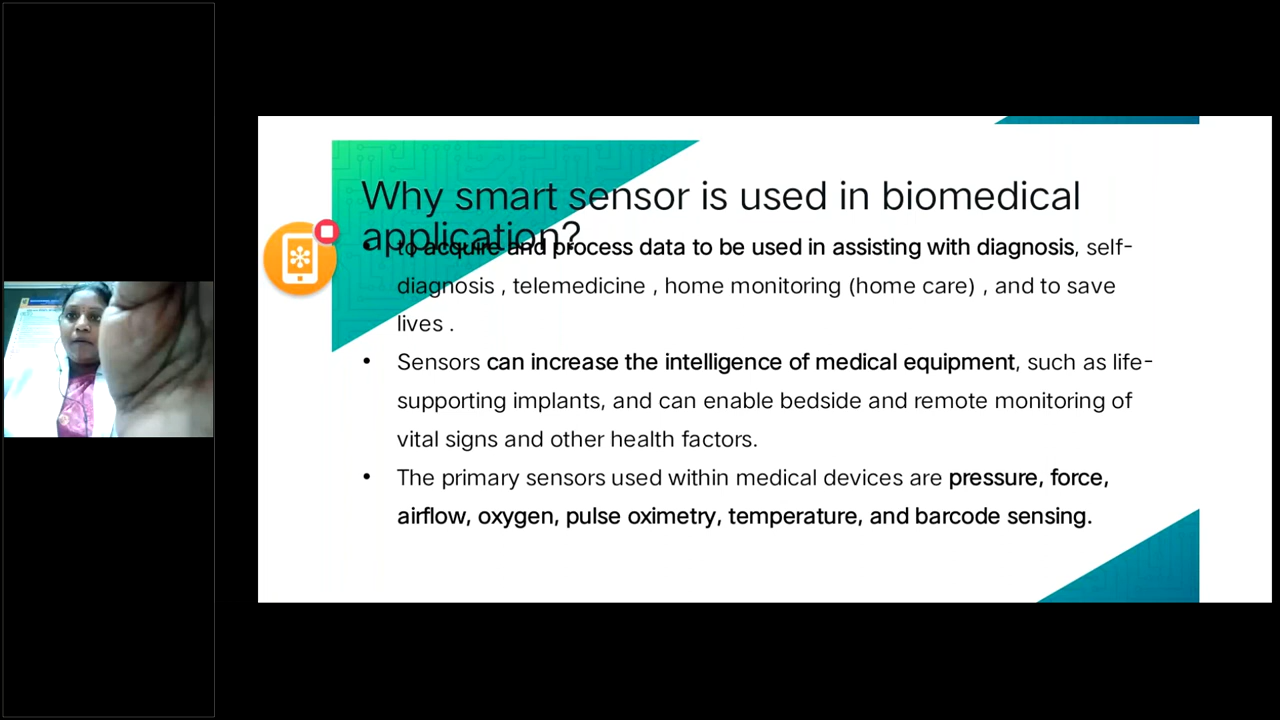 Why smart sensor is used in biomedical
application?
• to acquire and process data to be used in assisting with diagnosis, self-
diagnosis , telemedicine , home monitoring (home care) , and to save
lives .
• Sensors can increase the intelligence of medical equipment, such as life-
supporting implants, and can enable bedside and remote monitoring of
vital signs and other health factors.
• The primary sensors used within medical devices are pressure, force,
airflow, oxygen, pulse oximetry, temperature, and barcode sensing.